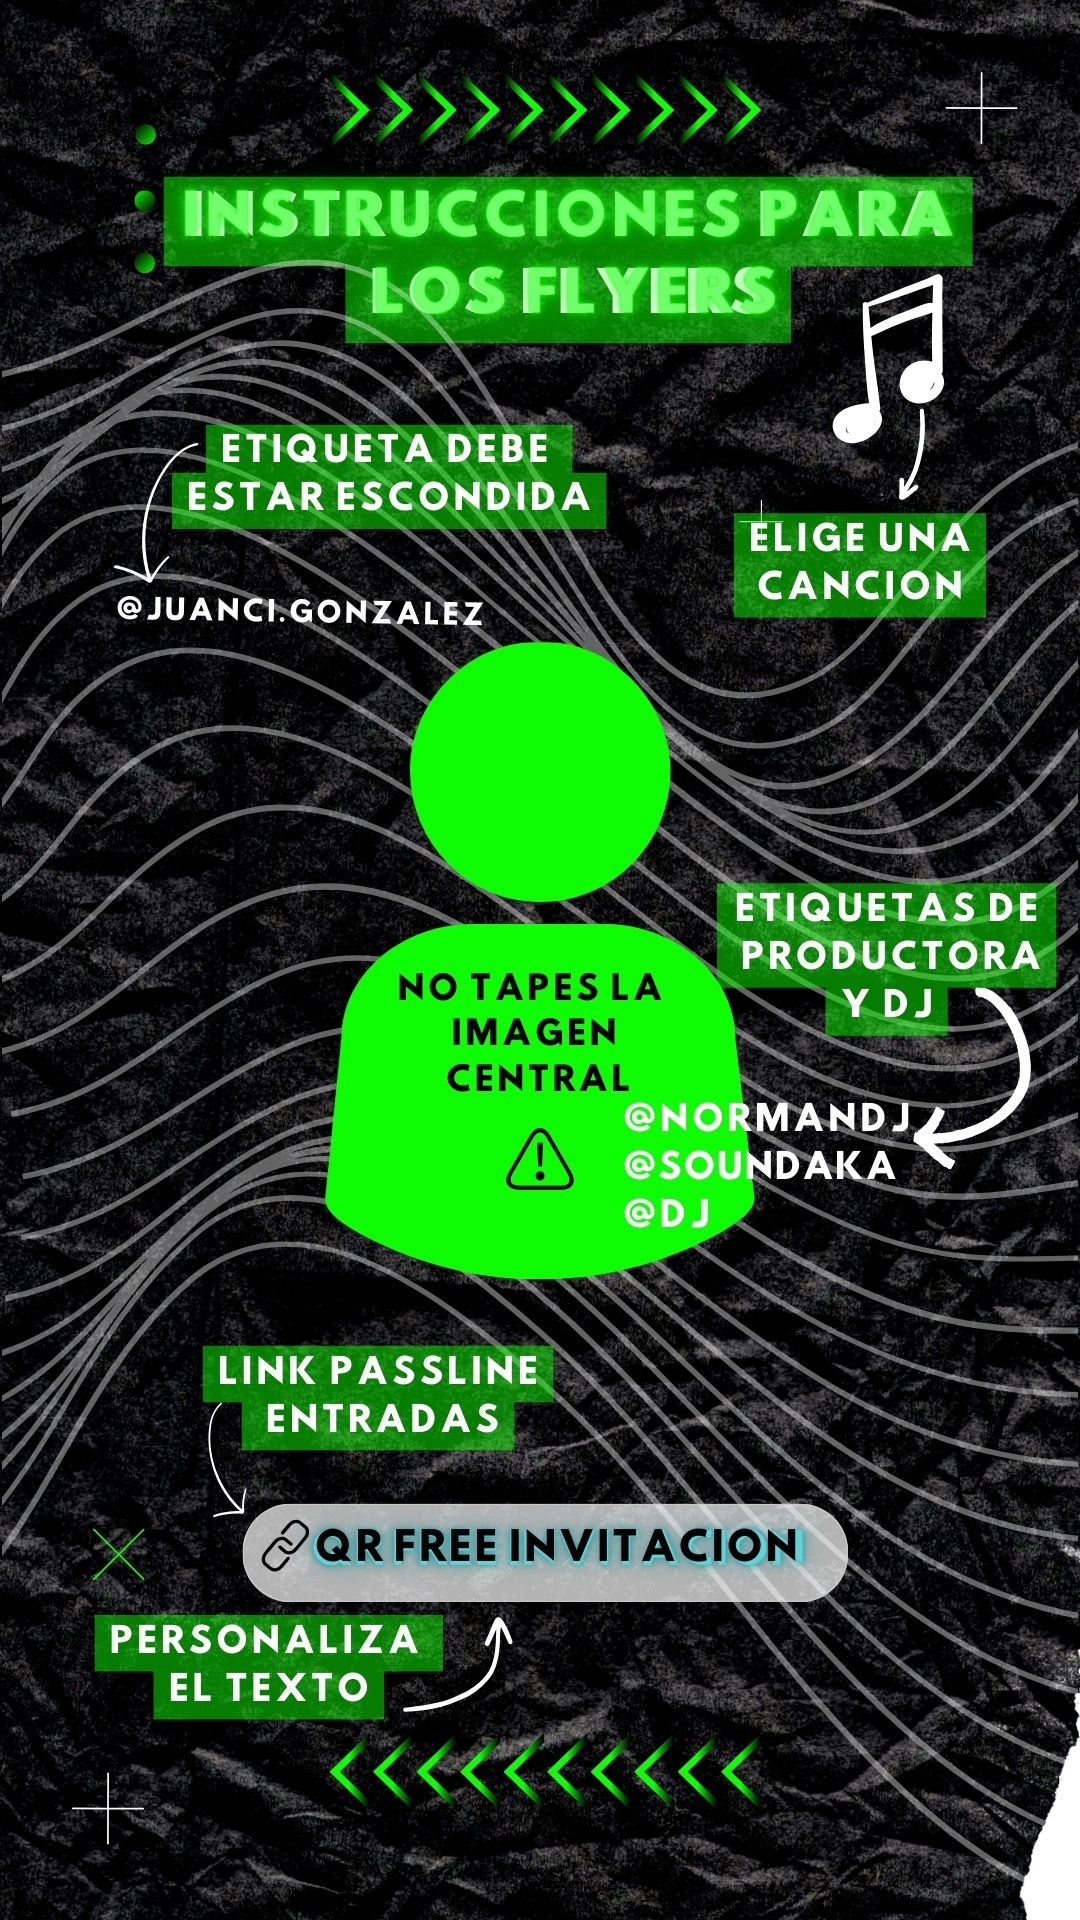 INSTRUCCIONES PARA
LOS FLYERS
ETIQUETA DEBE
ESTAR ESCONDIDA
@JUANCI.GONZALEZ
ELIGE UNA
CANCION
ETIQUETAS DE
PRODUCTORA
Y DJ
NO TAPES LA
IMAGEN
CENTRAL
@NORMANDJ
@SOUNDAKA
@DJ
LINK PASSLINE
ENTRADAS
QR FREE INVITACION
PERSONALIZA
EL TEXTO